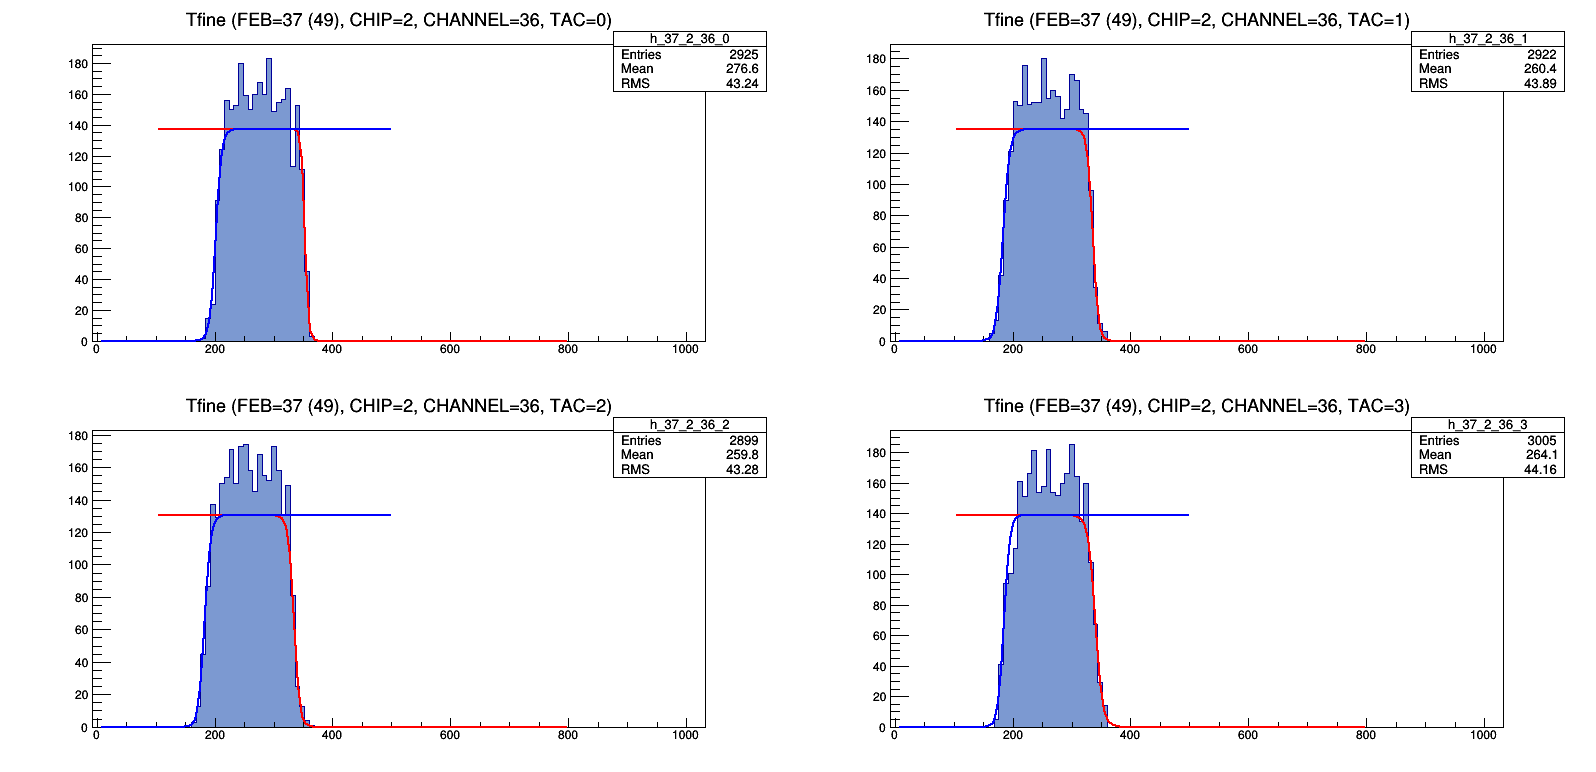 Tfine (FEB=37 (49), CHIP=2, CHANNEL=36, TAC=0)
h_37_2_36_0
Entries 2925
Mean 276.6
RMS 43.24
180
160
140
120
100
80
60
40
20
0
0 200 400 600 800 1000
Tfine (FEB=37 (49), CHIP=2, CHANNEL=36, TAC=1)
h_37_2_36_1
Entries 2922
Mean 260.4
RMS 43.89
180
160
140
120
100
80
60
40
20
0
0 200 400 600 800 1000
Tfine (FEB=37 (49), CHIP=2, CHANNEL=36, TAC=2)
h_37_2_36_2
Entries 2899
Mean 259.8
RMS 43.28
180
160
140
120
100
80
60
40
20
0
0 200 400 600 800 1000
Tfine (FEB=37 (49), CHIP=2, CHANNEL=36, TAC=3)
h_37_2_36_3
Entries 3005
Mean 264.1
RMS 44.16
180
160
140
120
100
80
60
40
20
0
0 200 400 600 800 1000